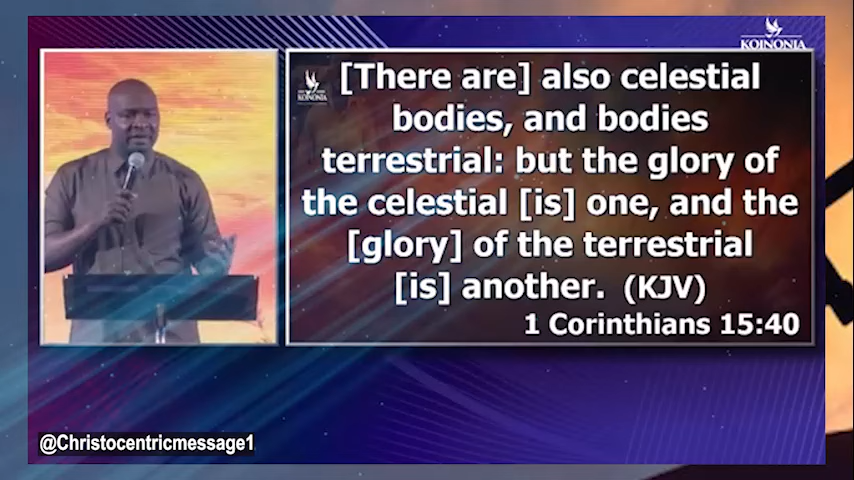 KOINONIA
KOINONIA
[There are] also celestial
bodies, and bodies
terrestrial: but the glory of
the celestial [is] one, and the
[glory] of the terrestrial
[is] another. (KJV)
1 Corinthians 15:40
@Christocentricmessage1